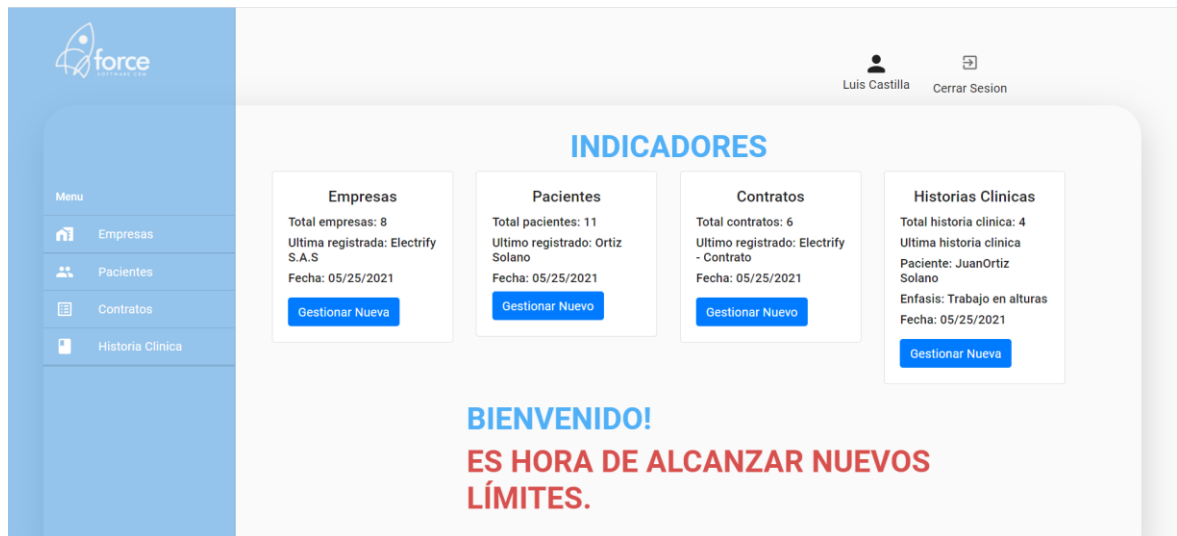 force
SOFTWARE.COM
Luis Castilla
Cerrar Sesion
INDICADORES
Menu
Empresas
Pacientes
Contratos
Historia Clinica
Empresas
Total empresas: 8
Ultima registrada: Electrify
S.A.S
Fecha: 05/25/2021
Gestionar Nueva
Pacientes
Total pacientes: 11
Ultimo registrado: Ortiz
Solano
Fecha: 05/25/2021
Gestionar Nuevo
Contratos
Total contratos: 6
Ultimo registrado: Electrify
- Contrato
Fecha: 05/25/2021
Gestionar Nuevo
Historias Clinicas
Total historia clinica: 4
Ultima historia clinica
Paciente: JuanOrtiz
Solano
Enfasis: Trabajo en alturas
Fecha: 05/25/2021
Gestionar Nueva
BIENVENIDO!
ES HORA DE ALCANZAR NUEVOS
LÍMITES.